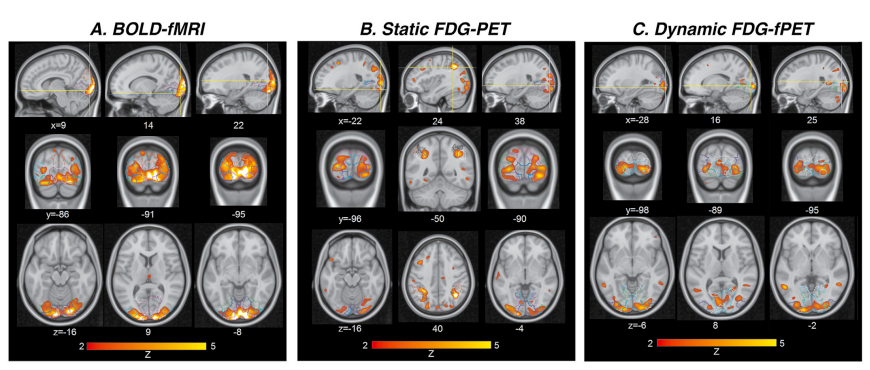 A. BOLD-fMRI
x=9 14 22
y=-86 -91 -95
z=-16 9 -8
2 5
Z
B. Static FDG-PET
x=-22 24 38
y=-96 -50 -90
z=-16 40 -4
2 5
Z
C. Dynamic FDG-fPET
x=-28 16 25
y=-98 -89 -95
z=-6 8 -2
2 5
Z